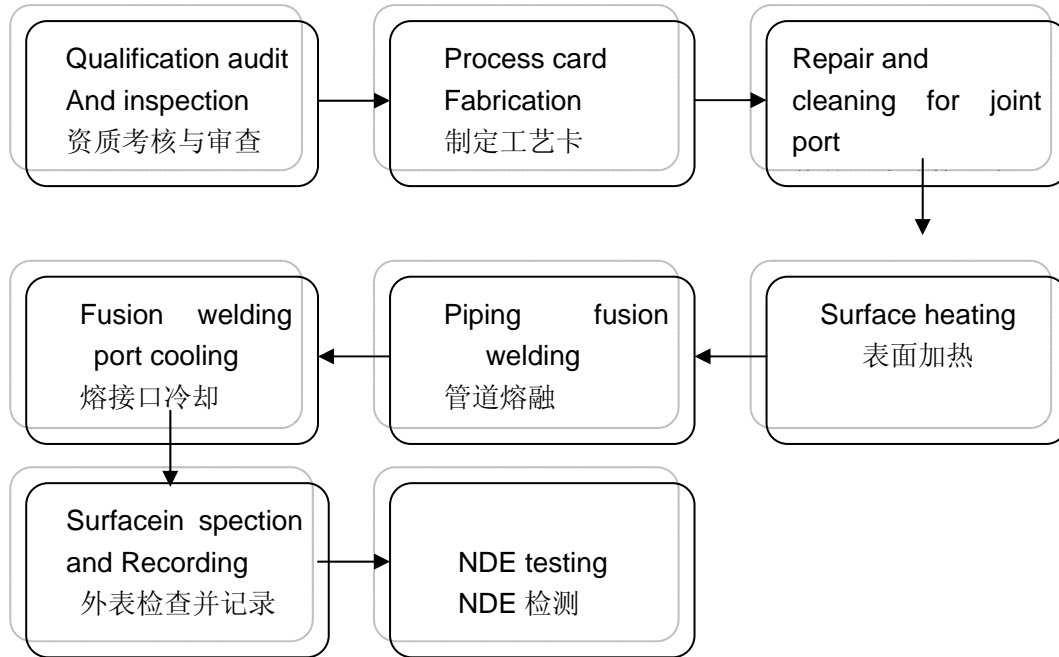 Qualification audit
And inspection
资质考核与审查
Process card
Fabrication
制定工艺卡
Repair and
cleaning for joint
port
Surface heating
表面加热
Piping fusion
welding
管道熔融
Fusion welding
port cooling
熔接口冷却
Surfacein spection
and Recording
外表检查并记录
NDE testing
NDE 检测